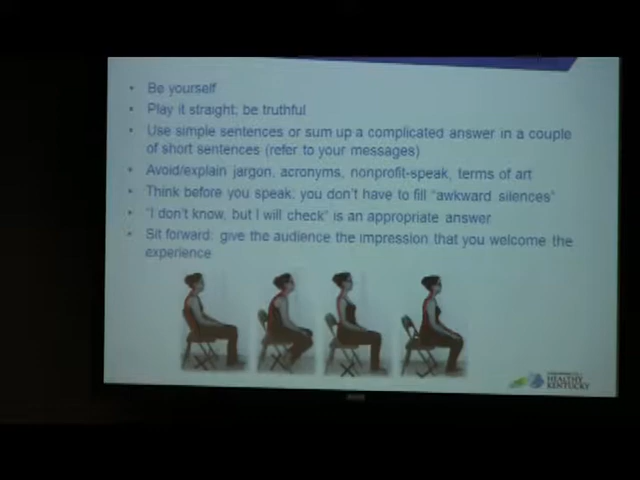 • Be yourself
• Play it straight; be truthful
• Use simple sentences or sum up a complicated answer in a couple
of short sentences (refer to your messages)
• Avoid/explain jargon, acronyms, nonprofit-speak, terms of art
• Think before you speak; you don't have to fill "awkward silences"
• "I don't know, but I will check" is an appropriate answer
• Sit forward: give the audience the impression that you welcome the
experience
HEALTHY
KENTUCKY